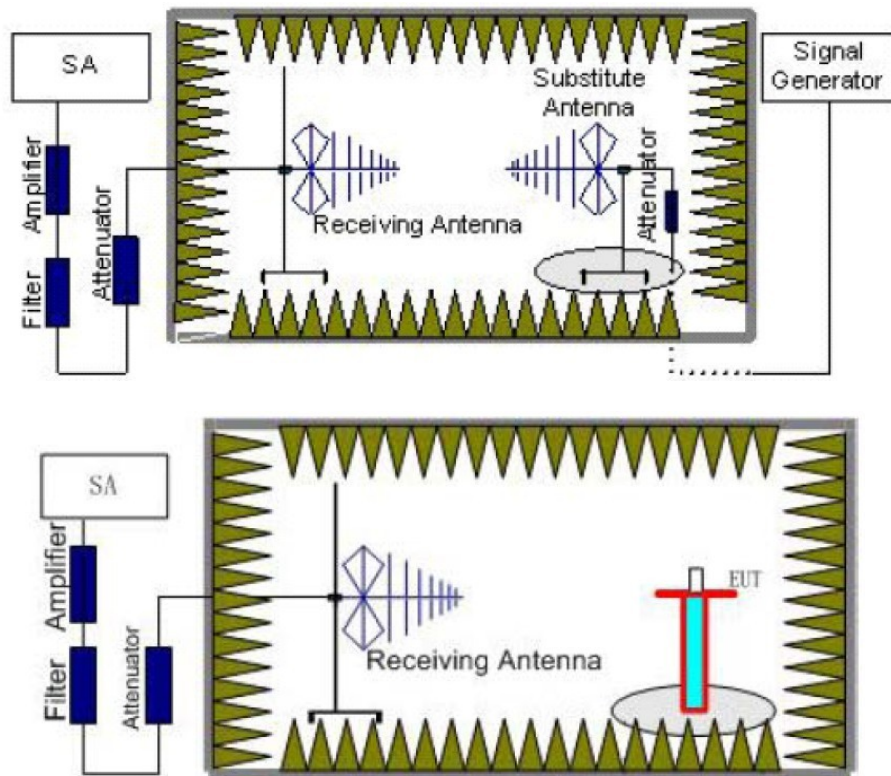 SA
Signal
Generator
Substitute
Antenna
Amplifier
Attenuator
Filter
Receiving Antenna
Attenuator
SA
Amplifier
Attenuator
Filter
Receiving Antenna
EUT